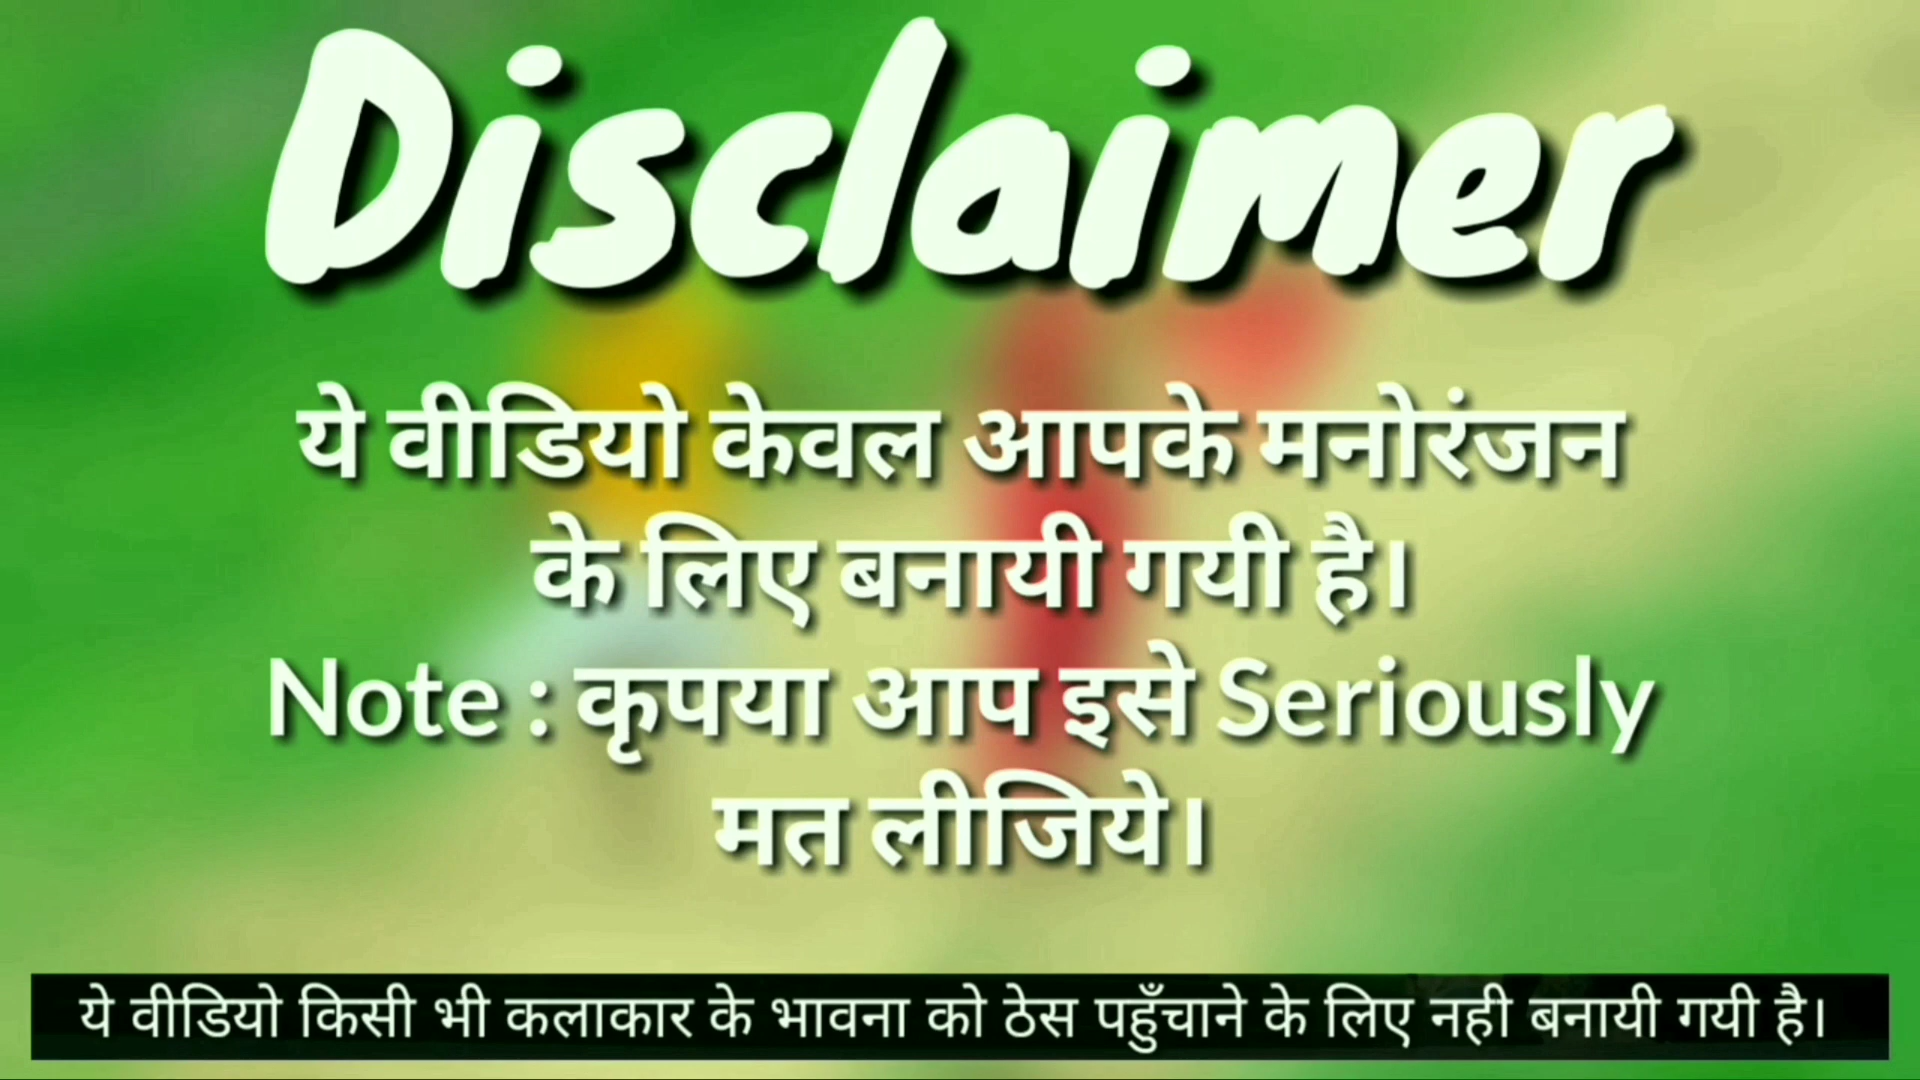 Disclaimer
ये वीडियो केवल आपके मनोरंजन
के लिए बनायी गयी है।
Note : कृपया आप इसे Seriously
मत लीजिये।
ये वीडियो किसी भी कलाकार के भावना को ठेस पहुँचाने के लिए नही बनायी गयी है।